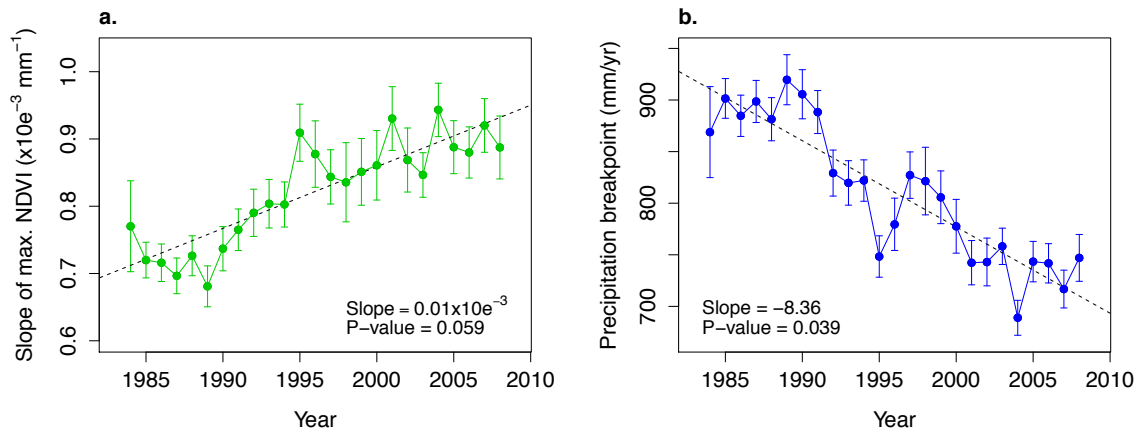 a.
Slope of max. NDVI (x10e⁻³ mm⁻¹)
1.0
0.9
0.8
0.7
0.6
Slope = 0.01x10e⁻³
P−value = 0.059
1985 1990 1995 2000 2005 2010
Year
b.
Precipitation breakpoint (mm/yr)
900
800
700
Slope = −8.36
P−value = 0.039
1985 1990 1995 2000 2005 2010
Year